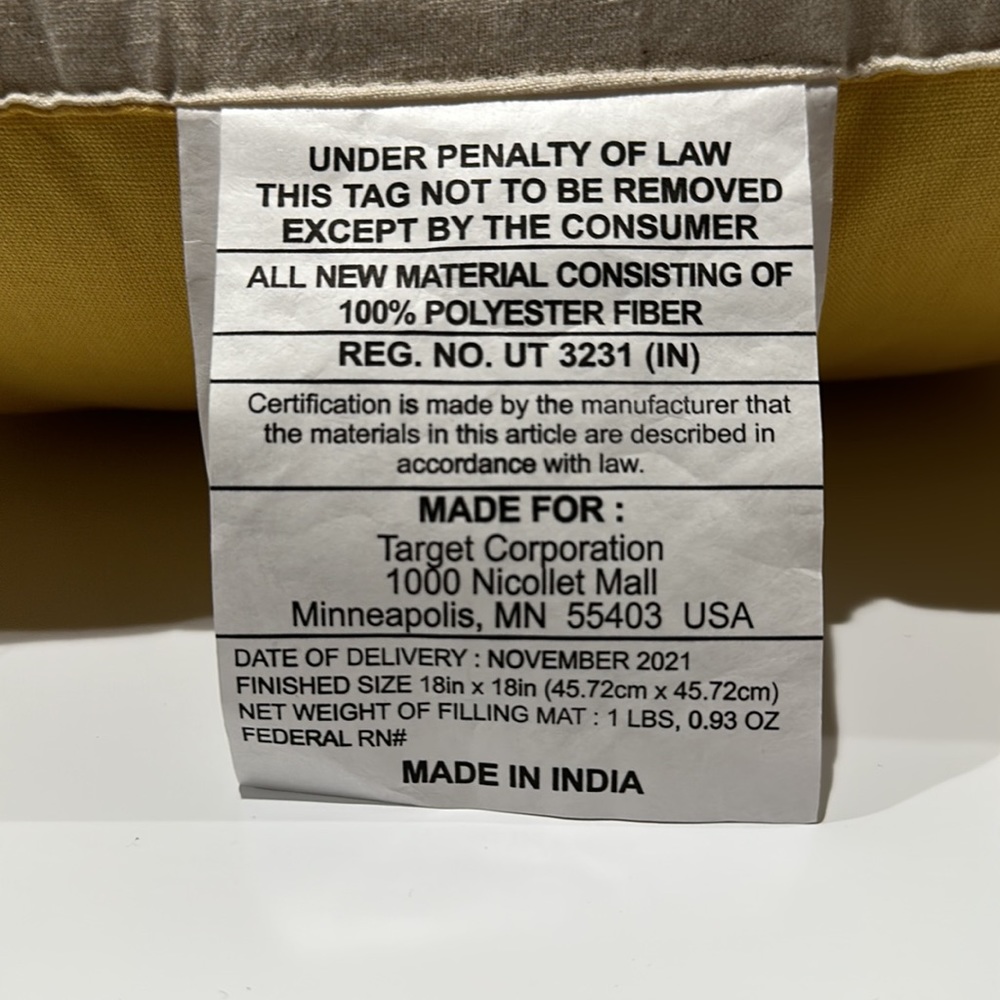 UNDER PENALTY OF LAW
THIS TAG NOT TO BE REMOVED
EXCEPT BY THE CONSUMER
ALL NEW MATERIAL CONSISTING OF
100% POLYESTER FIBER
REG. NO. UT 3231 (IN)
Certification is made by the manufacturer that
the materials in this article are described in
accordance with law.
MADE FOR :
Target Corporation
1000 Nicollet Mall
Minneapolis, MN 55403 USA
DATE OF DELIVERY : NOVEMBER 2021
FINISHED SIZE 18in x 18in (45.72cm x 45.72cm)
NET WEIGHT OF FILLING MAT : 1 LBS, 0.93 OZ
FEDERAL RN#
MADE IN INDIA